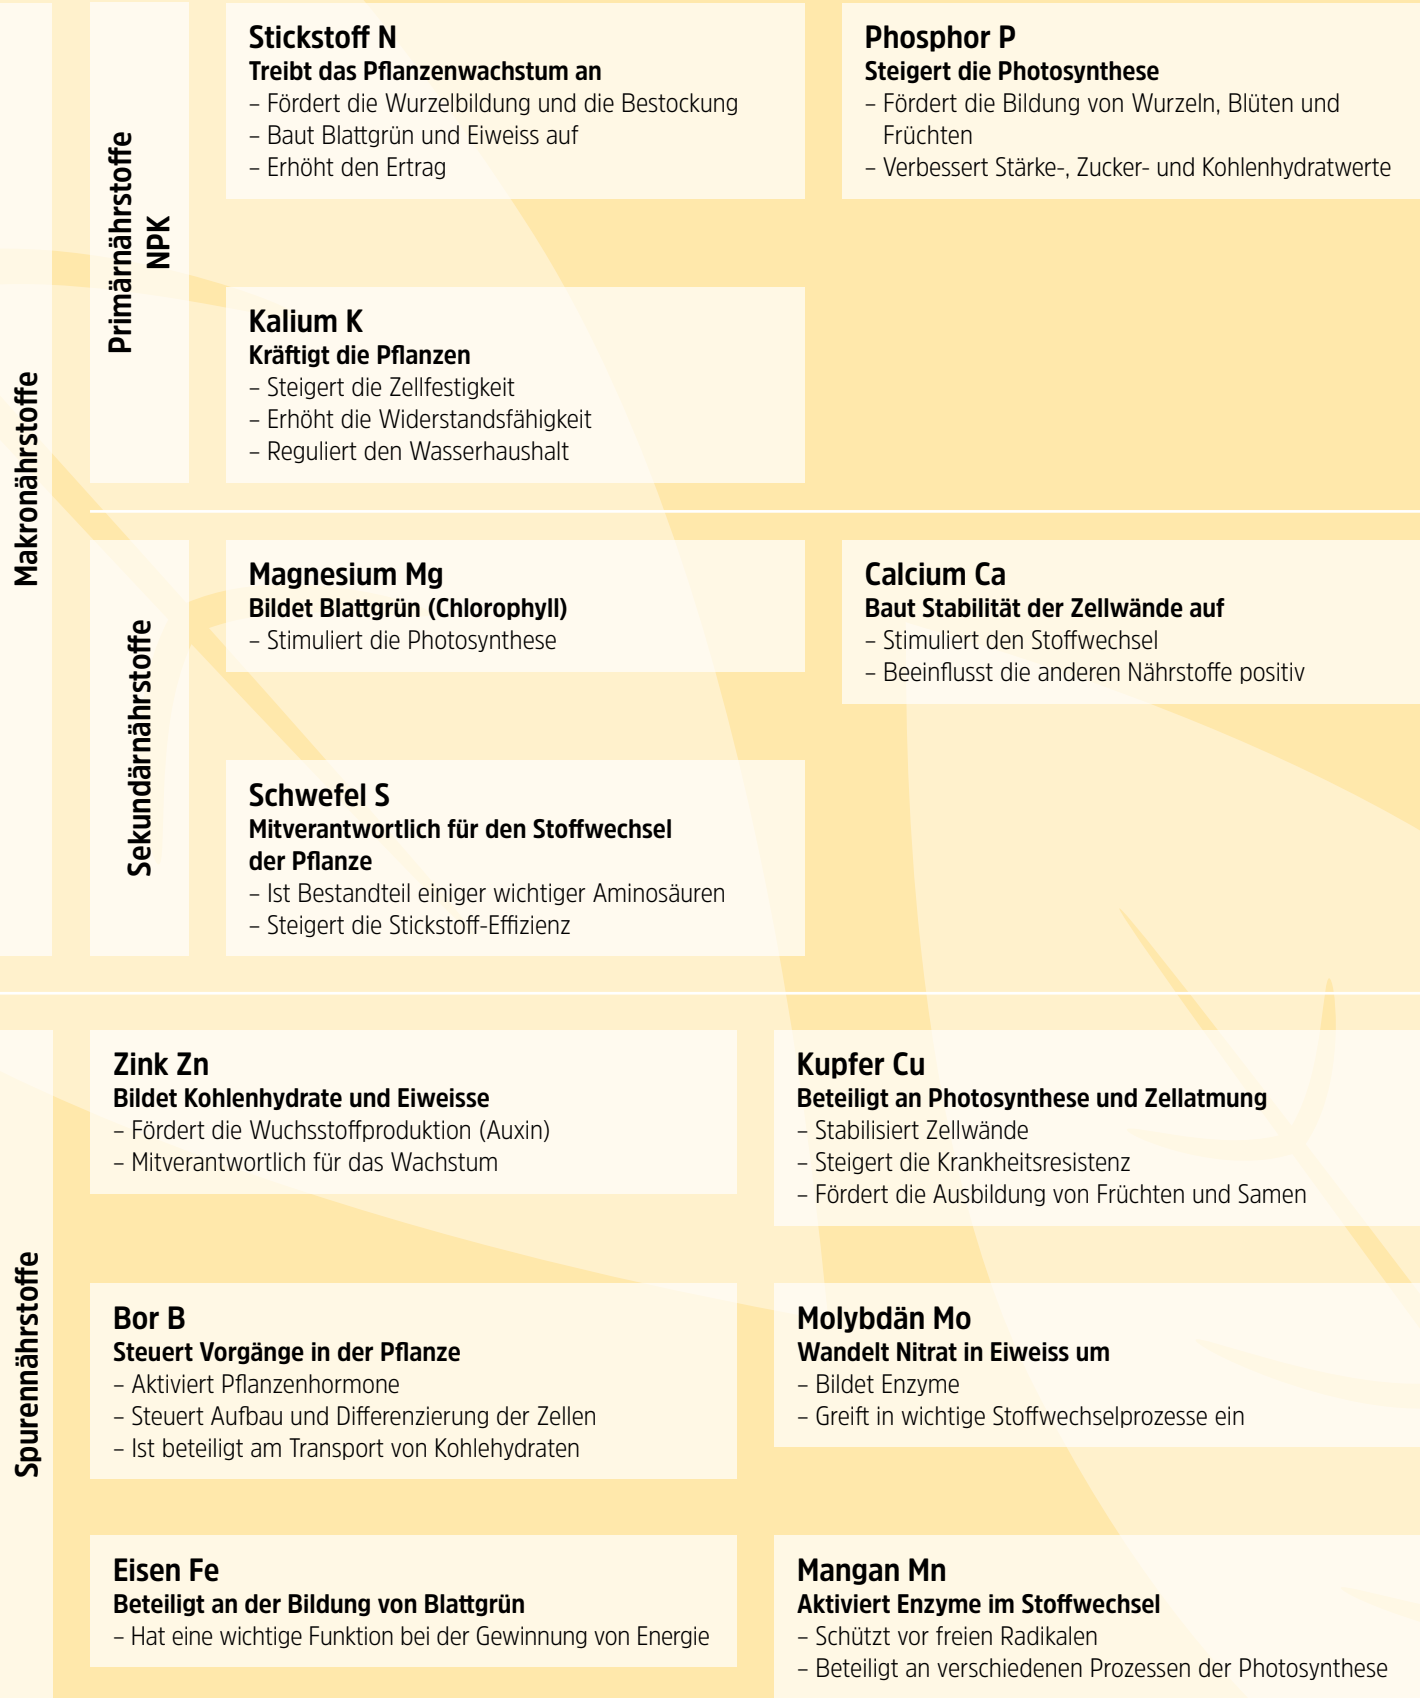 Makronährstoffe
Primärnährstoffe
NPK
Stickstoff N
Treibt das Pflanzenwachstum an
– Fördert die Wurzelbildung und die Bestockung
– Baut Blattgrün und Eiweiss auf
– Erhöht den Ertrag
Phosphor P
Steigert die Photosynthese
– Fördert die Bildung von Wurzeln, Blüten und
Früchten
– Verbessert Stärke-, Zucker- und Kohlenhydratwerte
Kalium K
Kräftigt die Pflanzen
– Steigert die Zellfestigkeit
– Erhöht die Widerstandsfähigkeit
– Reguliert den Wasserhaushalt
Sekundärnährstoffe
Magnesium Mg
Bildet Blattgrün (Chlorophyll)
– Stimuliert die Photosynthese
Calcium Ca
Baut Stabilität der Zellwände auf
– Stimuliert den Stoffwechsel
– Beeinflusst die anderen Nährstoffe positiv
Schwefel S
Mitverantwortlich für den Stoffwechsel
der Pflanze
– Ist Bestandteil einiger wichtiger Aminosäuren
– Steigert die Stickstoff-Effizienz
Spurennährstoffe
Zink Zn
Bildet Kohlenhydrate und Eiweisse
– Fördert die Wuchsstoffproduktion (Auxin)
– Mitverantwortlich für das Wachstum
Kupfer Cu
Beteiligt an Photosynthese und Zellatmung
– Stabilisiert Zellwände
– Steigert die Krankheitsresistenz
– Fördert die Ausbildung von Früchten und Samen
Bor B
Steuert Vorgänge in der Pflanze
– Aktiviert Pflanzenhormone
– Steuert Aufbau und Differenzierung der Zellen
– Ist beteiligt am Transport von Kohlehydraten
Molybdän Mo
Wandelt Nitrat in Eiweiss um
– Bildet Enzyme
– Greift in wichtige Stoffwechselprozesse ein
Eisen Fe
Beteiligt an der Bildung von Blattgrün
– Hat eine wichtige Funktion bei der Gewinnung von Energie
Mangan Mn
Aktiviert Enzyme im Stoffwechsel
– Schützt vor freien Radikalen
– Beteiligt an verschiedenen Prozessen der Photosynthese